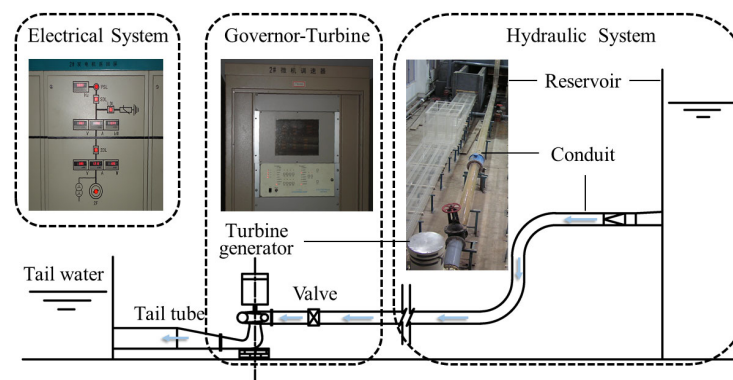 Electrical System
Governor-Turbine
Hydraulic System
Reservoir
Conduit
Turbine
generator
Valve
Tail water
Tail tube